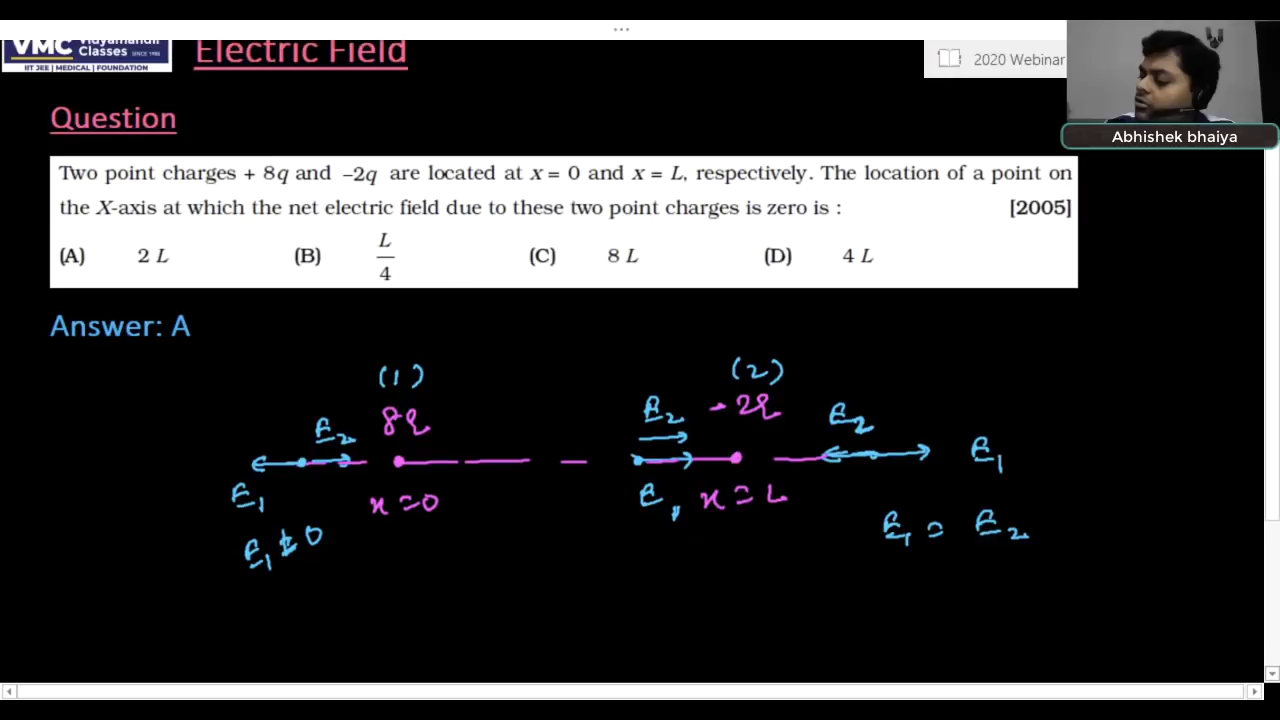 VMC Vidyamandir Classes SINCE 1986
IIT JEE | MEDICAL | FOUNDATION
Electric Field
2020 Webinar
Abhishek bhaiya
Question
Two point charges + 8q and –2q are located at x = 0 and x = L, respectively. The location of a point on
the X-axis at which the net electric field due to these two point charges is zero is : [2005]
(A) 2 L (B) L/4 (C) 8 L (D) 4 L
Answer: A
(1) (2)
E₂ 8q E₂ -2q E₂
E₁ x=0 E₁ x=L E₁
E₁ = E₂